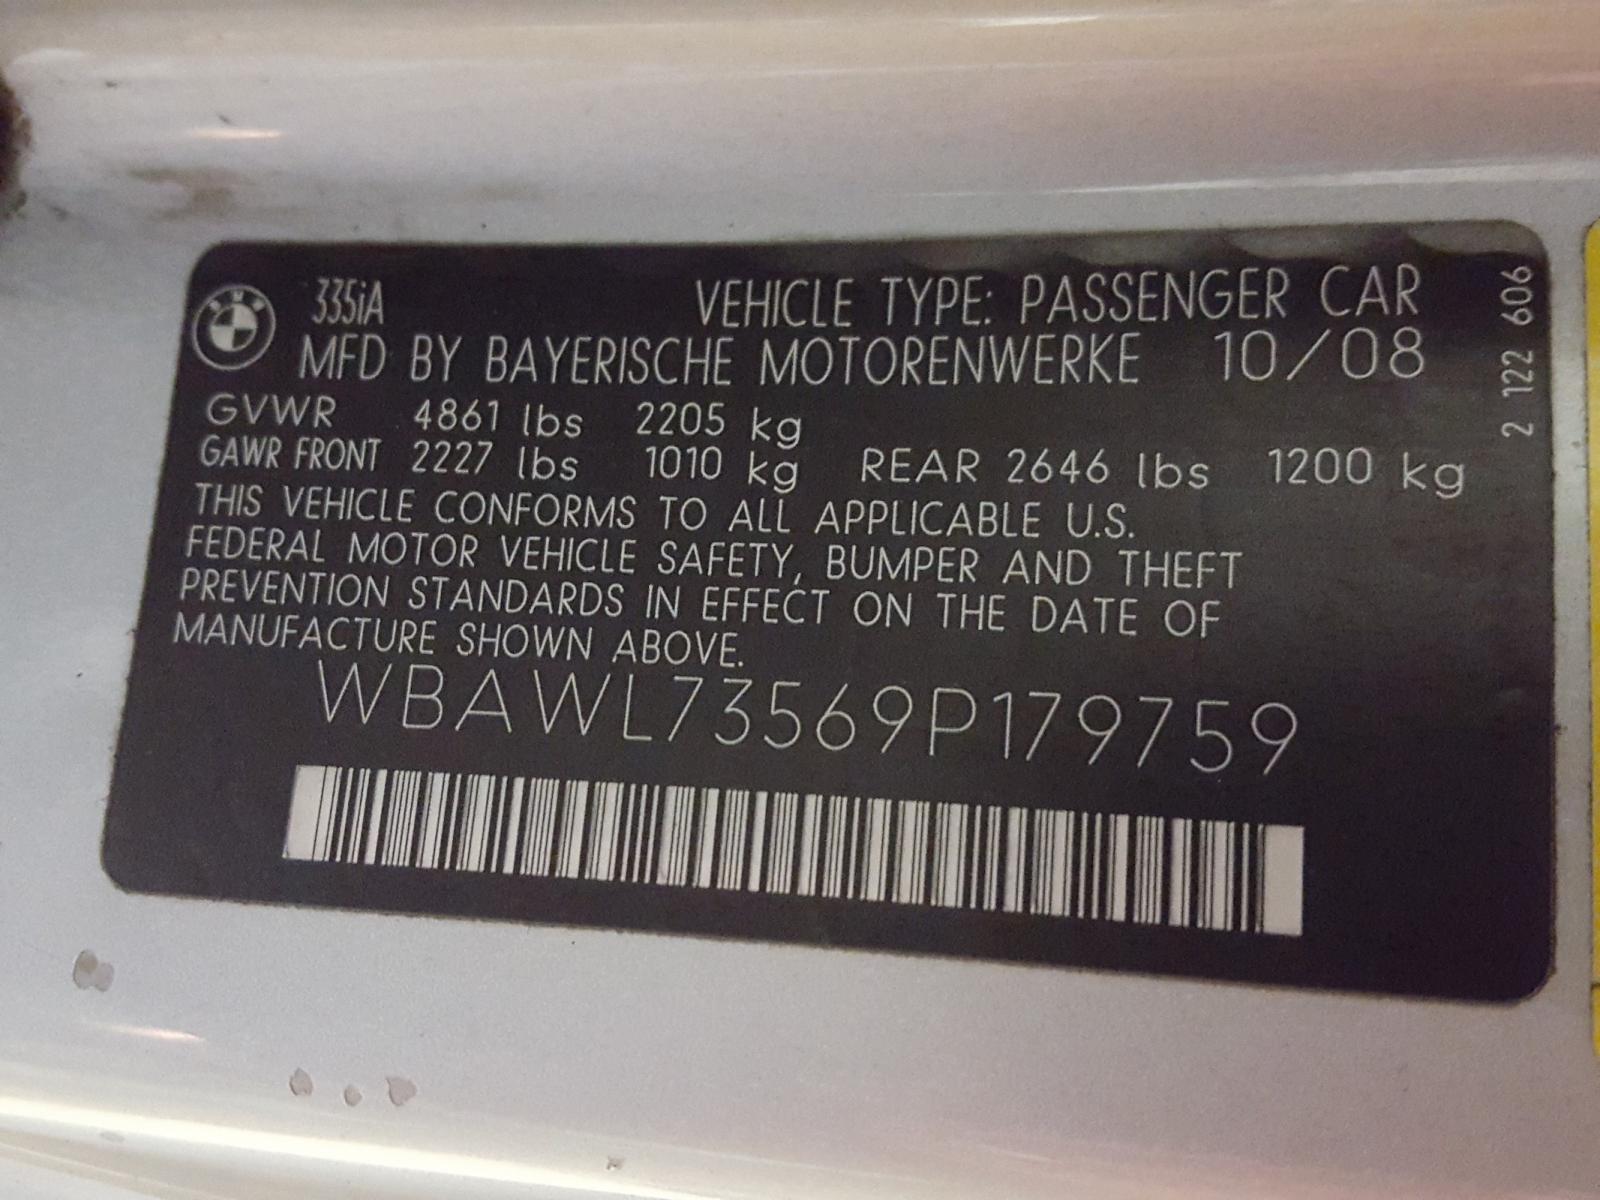 BMW
335iA VEHICLE TYPE: PASSENGER CAR
MFD BY BAYERISCHE MOTORENWERKE 10/08
GVWR 4861 lbs 2205 kg
GAWR FRONT 2227 lbs 1010 kg REAR 2646 lbs 1200 kg
THIS VEHICLE CONFORMS TO ALL APPLICABLE U.S.
FEDERAL MOTOR VEHICLE SAFETY, BUMPER AND THEFT
PREVENTION STANDARDS IN EFFECT ON THE DATE OF
MANUFACTURE SHOWN ABOVE.
WBAWL73569P179759
2 122 606